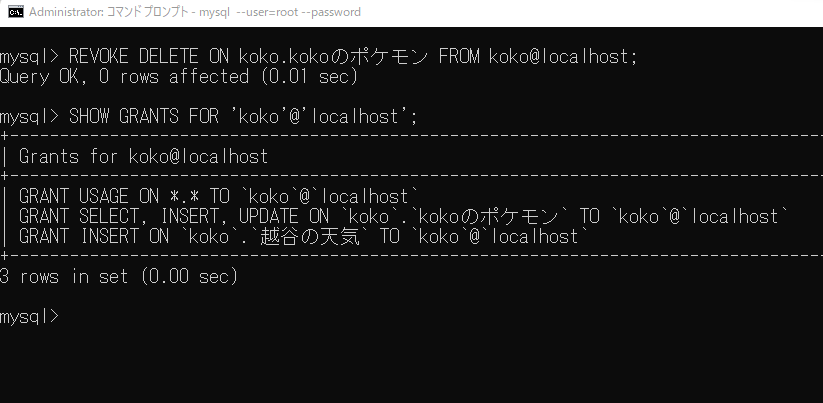 Administrator: コマンド プロンプト - mysql --user=root --password
mysql> REVOKE DELETE ON koko.kokoのポケモン FROM koko@localhost;
Query OK, 0 rows affected (0.01 sec)
mysql> SHOW GRANTS FOR 'koko'@'localhost';
+--------------------------------------------------------------------------------
| Grants for koko@localhost
+--------------------------------------------------------------------------------
| GRANT USAGE ON *.* TO `koko`@`localhost`
| GRANT SELECT, INSERT, UPDATE ON `koko`.`kokoのポケモン` TO `koko`@`localhost`
| GRANT INSERT ON `koko`.`越谷の天気` TO `koko`@`localhost`
+--------------------------------------------------------------------------------
3 rows in set (0.00 sec)
mysql>